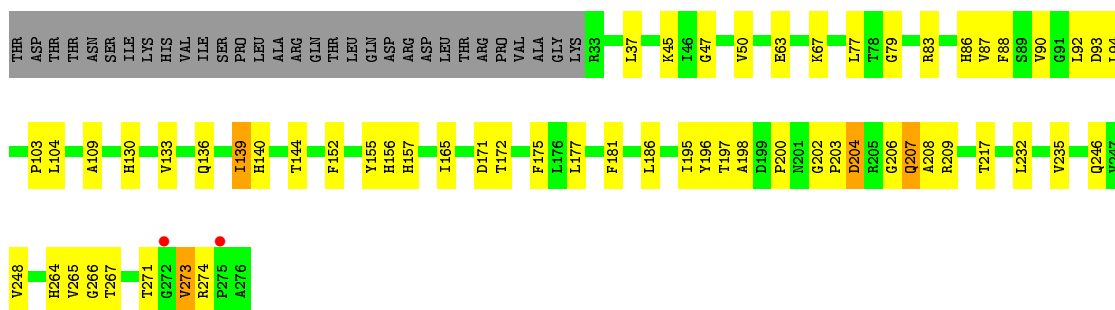 THR ASP THR THR ASN SER ILE LYS HIS VAL ILE SER PRO LEU ALA ALA GLN THR LEU GLN ASP ARG ASP LEU THR ARG PRO VAL ALA GLY LYS R33 L37 K45 I46 G47 V50 E63 K67 L77 T78 G79 R83 H86 V87 F88 S89 V90 G91 L92 D93 L94
P103 L104 A109 H130 V133 Q136 I139 H140 T144 F152 Y155 H156 H157 I165 D171 T172 F175 L176 L177 F181 L186 I195 Y196 T197 A198 D199 P200 N201 G202 P203 D204 R205 G206 Q207 A208 R209 T217 L232 V235 Q246 V247
V248 H264 V265 G266 T267 T271 G272 V273 R274 P275 A276